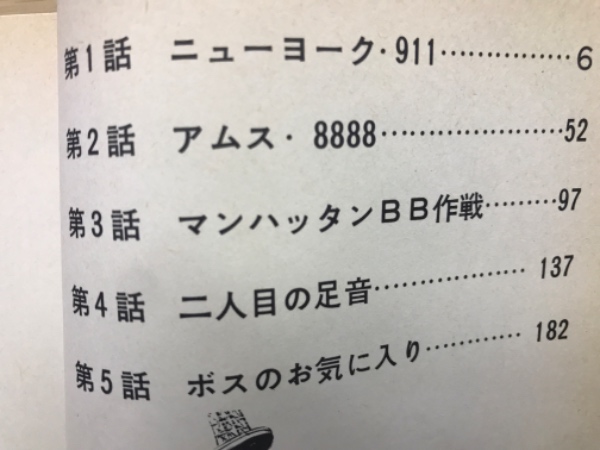 第1話 ニューヨーク・911……………6
第2話 アムス・8888…………………52
第3話 マンハッタンBB作戦………97
第4話 二人目の足音………………137
第5話 ボスのお気に入り…………182